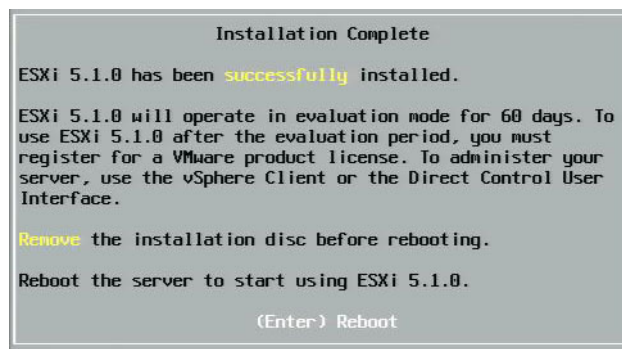 Installation Complete
ESXi 5.1.0 has been successfully installed.
ESXi 5.1.0 will operate in evaluation mode for 60 days. To
use ESXi 5.1.0 after the evaluation period, you must
register for a VMware product license. To administer your
server, use the vSphere Client or the Direct Control User
Interface.
Remove the installation disc before rebooting.
Reboot the server to start using ESXi 5.1.0.
(Enter) Reboot